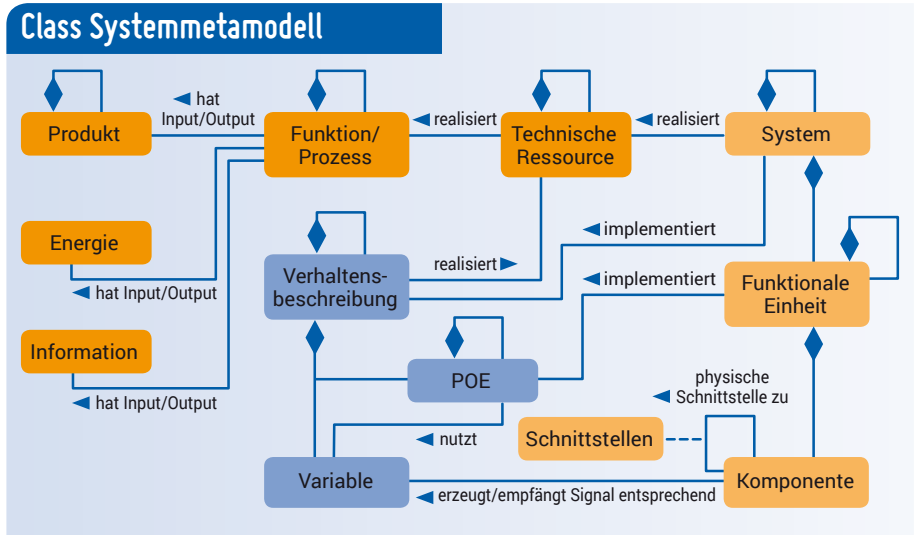 Class Systemmetamodell
Produkt
◄ hat
Input/Output
Funktion/
Prozess
◄ realisiert
Technische
Ressource
◄ realisiert
System
Energie
◄ hat Input/Output
Verhaltens-
beschreibung
realisiert ►
◄ implementiert
◄ implementiert
Funktionale
Einheit
Information
◄ hat Input/Output
POE
physische
◄ Schnittstelle zu
◄ nutzt
Schnittstellen
Variable
◄ erzeugt/empfängt Signal entsprechend
Komponente